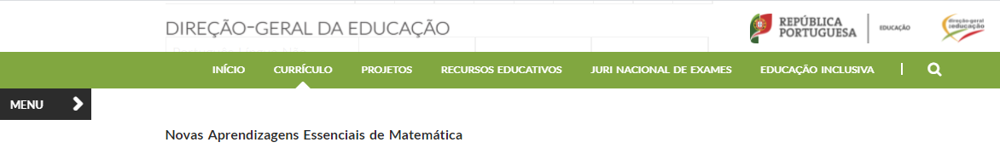 DIREÇÃO-GERAL DA EDUCAÇÃO
REPÚBLICA
PORTUGUESA
EDUCAÇÃO
direção-geral
educação
INÍCIO CURRÍCULO PROJETOS RECURSOS EDUCATIVOS JURI NACIONAL DE EXAMES EDUCAÇÃO INCLUSIVA
MENU
Novas Aprendizagens Essenciais de Matemática